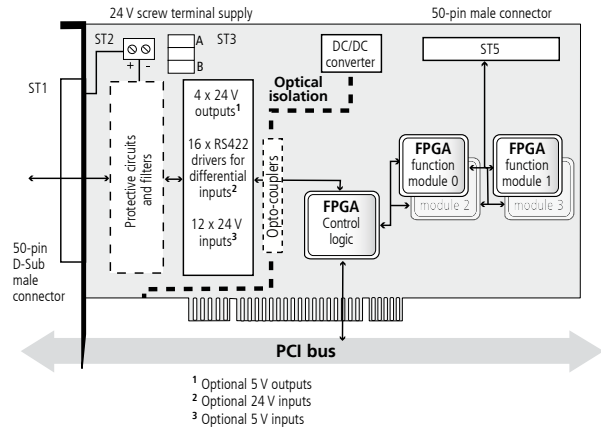 24 V screw terminal supply
50-pin male connector
ST2
A
ST3
B
+ -
DC/DC
converter
ST5
ST1
Optical
isolation
Protective circuits
and filters
4 x 24 V
outputs1
16 x RS422
drivers for
differential
inputs2
12 x 24 V
inputs3
Opto-couplers
FPGA
Control
logic
FPGA
function
module 0
module 2
FPGA
function
module 1
module 3
50-pin
D-Sub
male
connector
PCI bus
1 Optional 5 V outputs
2 Optional 24 V inputs
3 Optional 5 V inputs